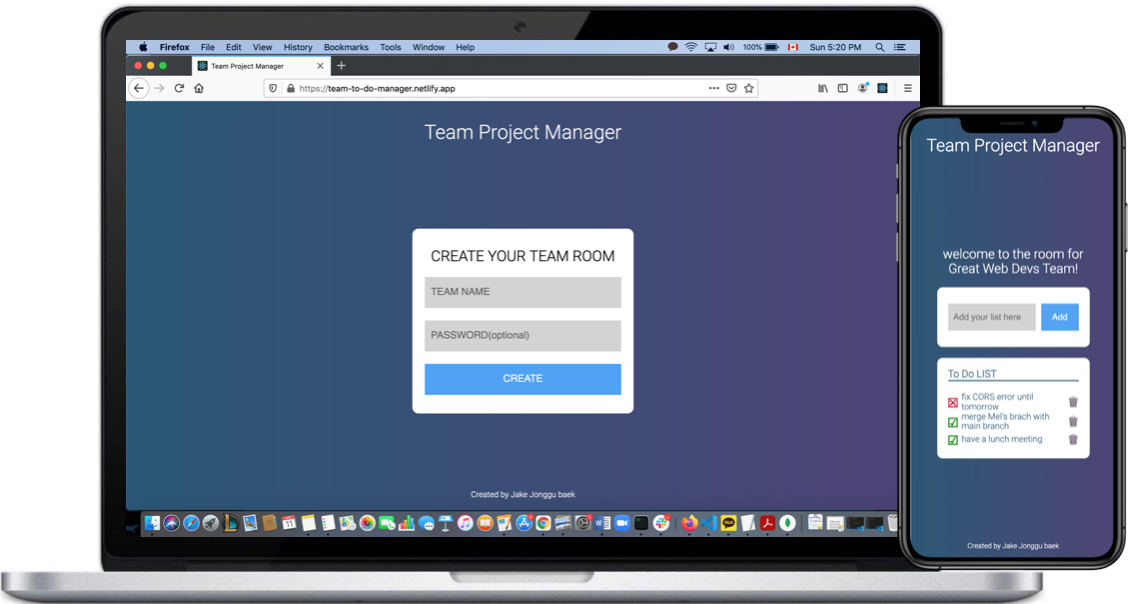 Firefox File Edit View History Bookmarks Tools Window Help 100% Sun 5:20 PM
Team Project Manager
https://team-to-do-manager.netlify.app
Team Project Manager
CREATE YOUR TEAM ROOM
TEAM NAME
PASSWORD(optional)
CREATE
Created by Jake Jonggu baek
Team Project Manager
welcome to the room for
Great Web Devs Team!
Add your list here Add
To Do LIST
fix CORS error until
tomorrow
merge Mel's brach with
main branch
have a lunch meeting
Created by Jake Jonggu baek